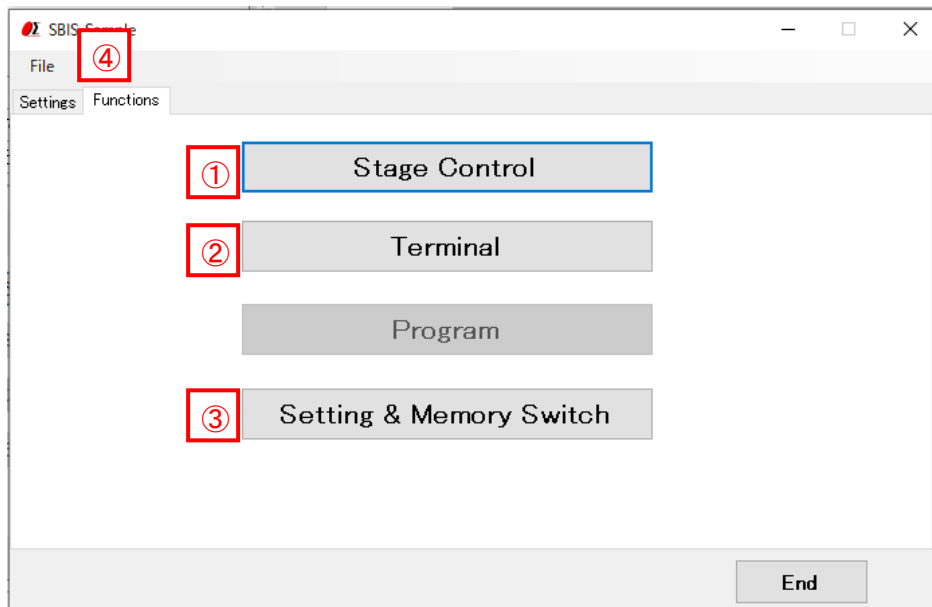 SBIS-Sample
④
File
Settings Functions
① Stage Control
② Terminal
Program
③ Setting & Memory Switch
End